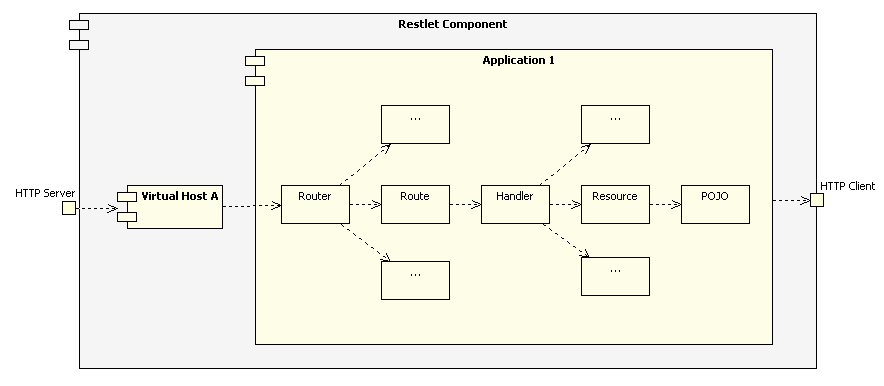 Restlet Component
Application 1
...
...
HTTP Server
Virtual Host A
Router
Route
Handler
Resource
POJO
HTTP Client
...
...